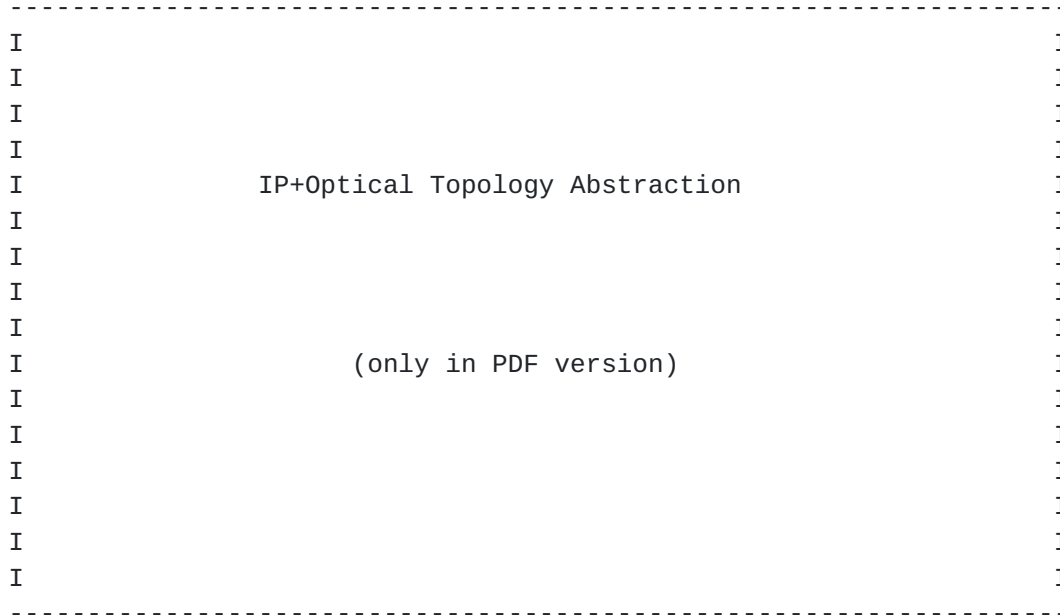 --------------------------------------------------------------------
I                                                                  I
I                                                                  I
I                                                                  I
I                                                                  I
I               IP+Optical Topology Abstraction                    I
I                                                                  I
I                                                                  I
I                                                                  I
I                                                                  I
I                     (only in PDF version)                        I
I                                                                  I
I                                                                  I
I                                                                  I
I                                                                  I
I                                                                  I
I                                                                  I
--------------------------------------------------------------------